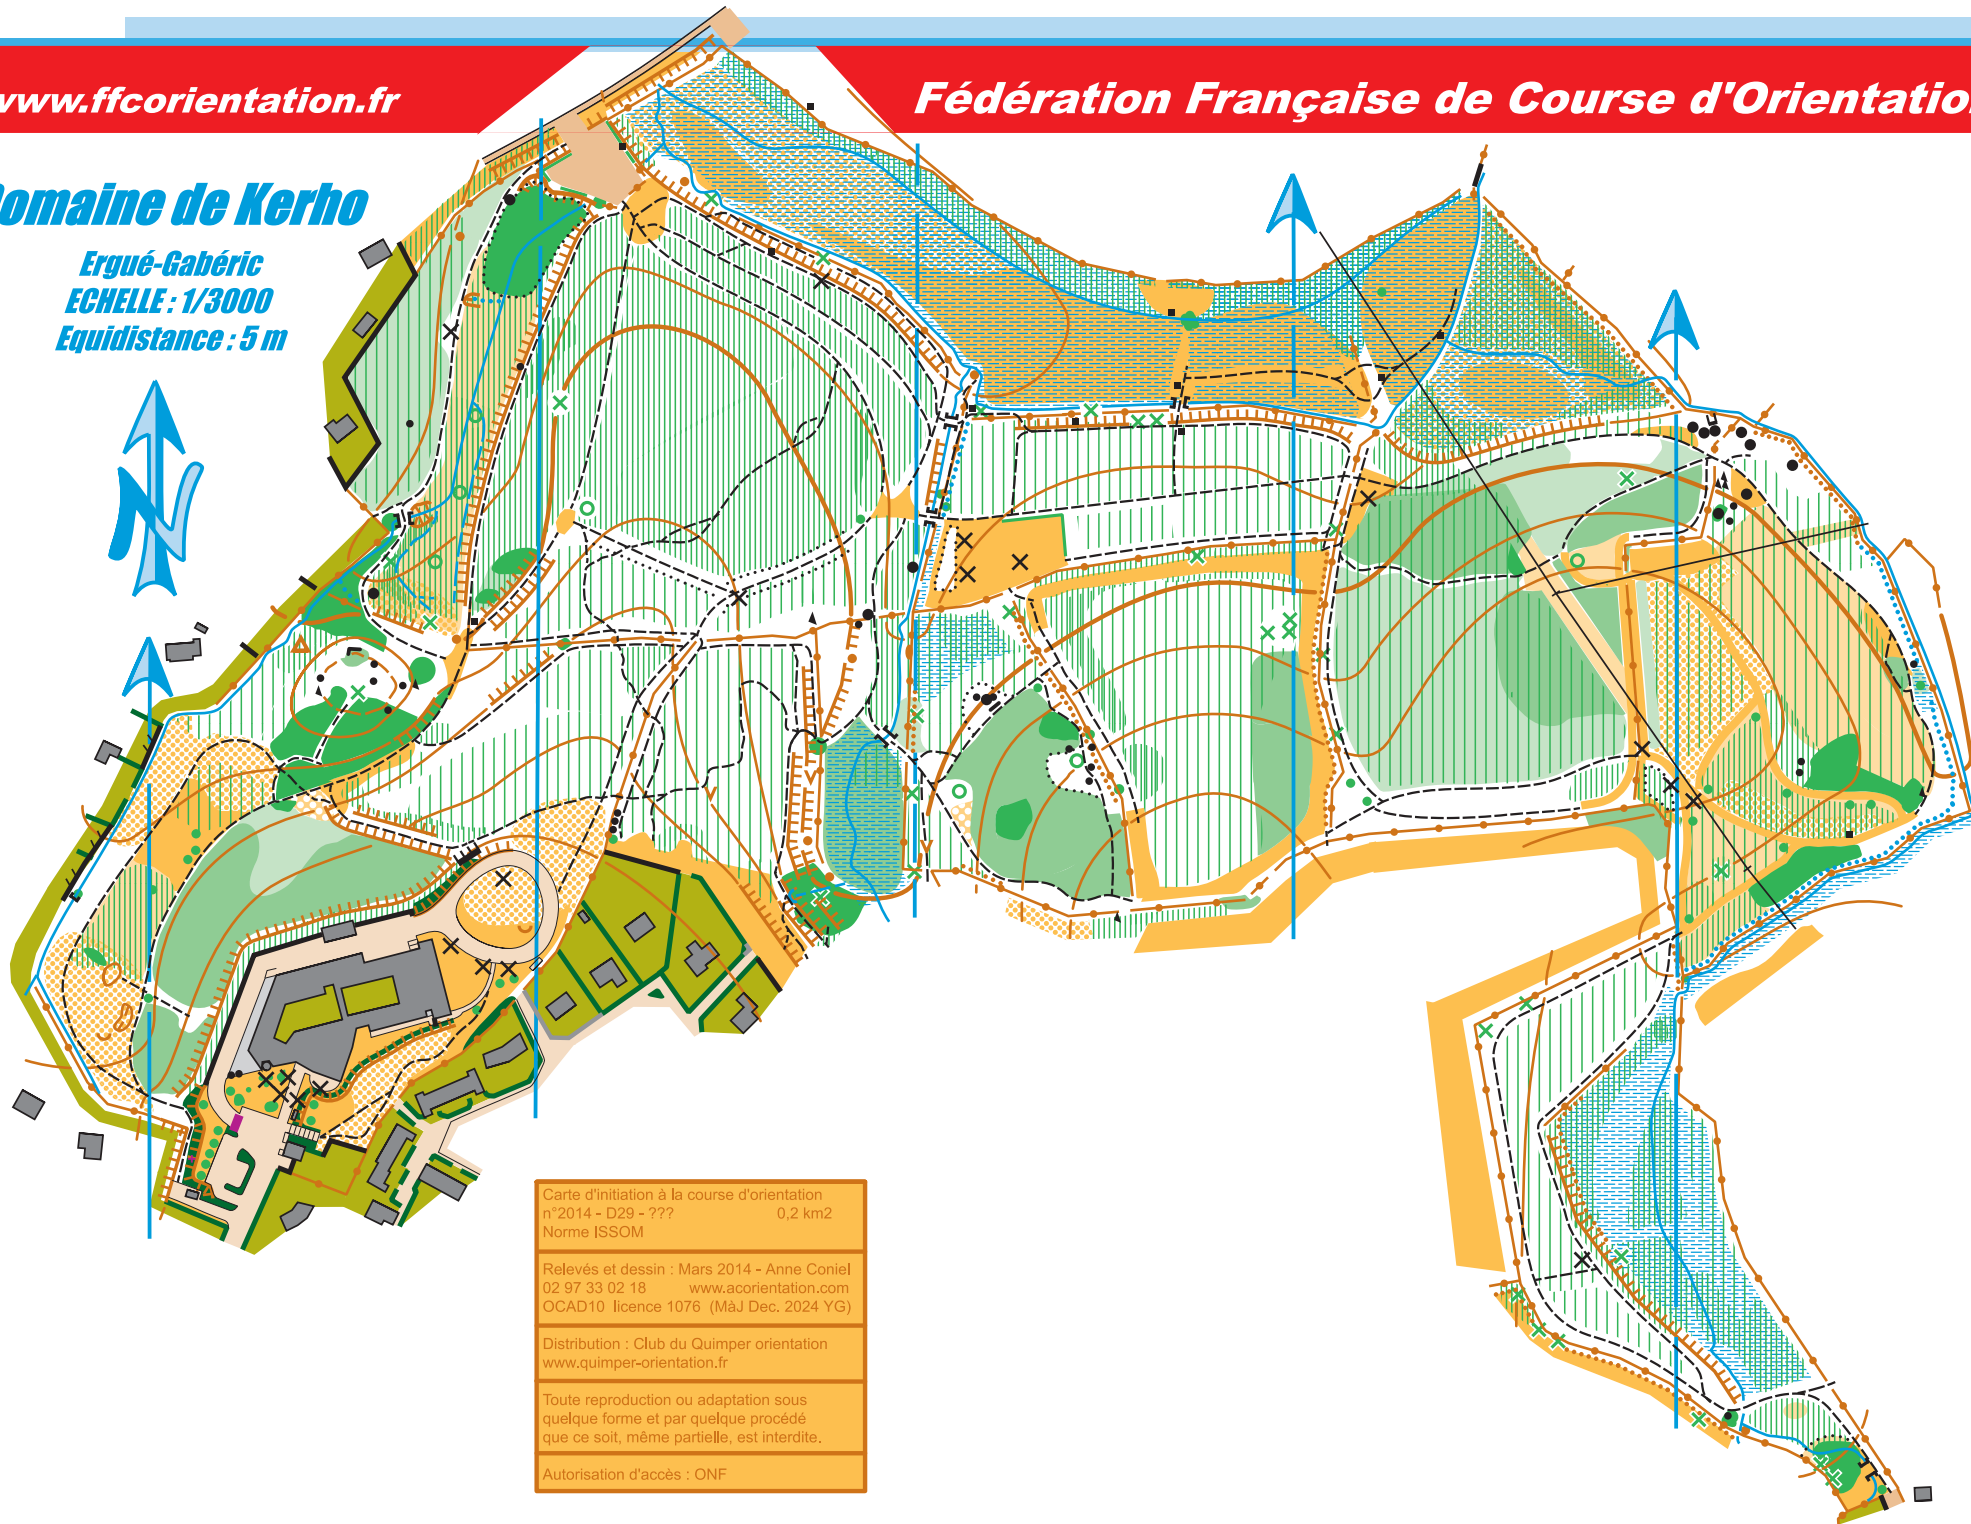 www.ffcorientation.fr
Fédération Française de Course d'Orientation
Domaine de Kerho
Ergué-Gabéric
ECHELLE : 1/3000
Equidistance : 5 m
N
Carte d'initiation à la course d'orientation
n°2014 - D29 - ??? 0,2 km2
Norme ISSOM
Relevés et dessin : Mars 2014 - Anne Coniel
02 97 33 02 18 www.acorientation.com
OCAD10 licence 1076 (MàJ Dec. 2024 YG)
Distribution : Club du Quimper orientation
www.quimper-orientation.fr
Toute reproduction ou adaptation sous
quelque forme et par quelque procédé
que ce soit, même partielle, est interdite.
Autorisation d'accès : ONF